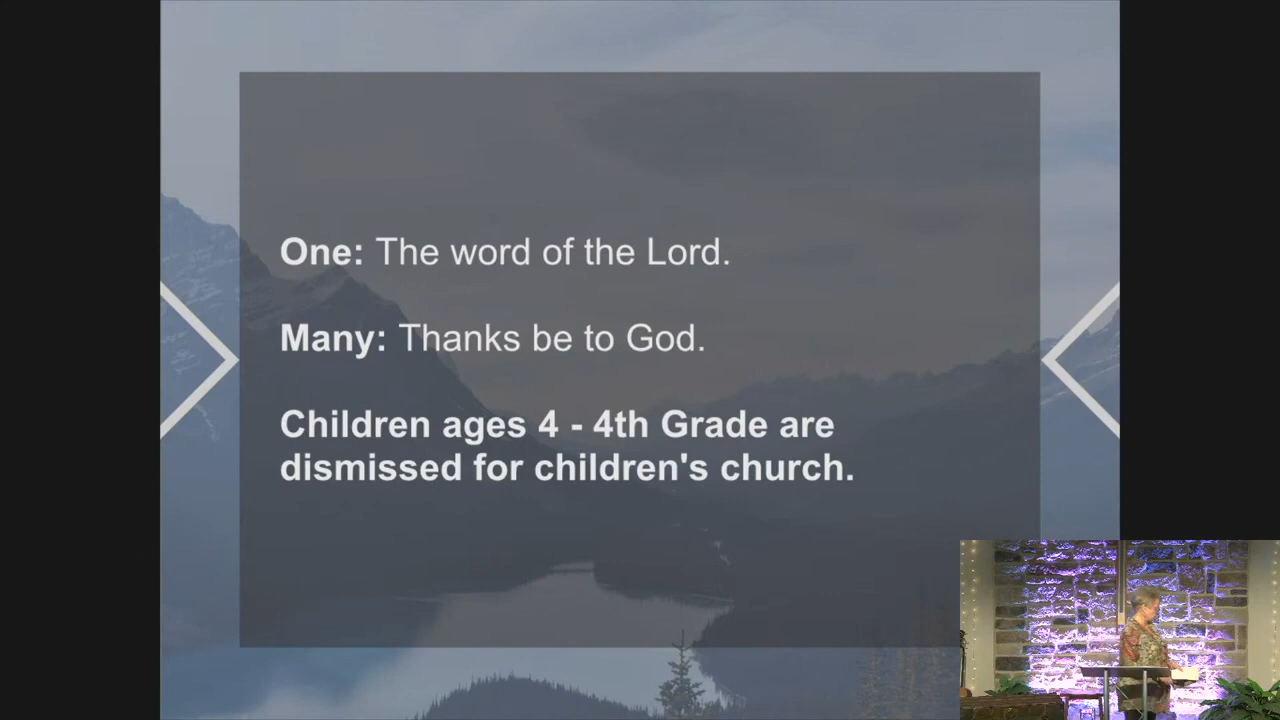 One: The word of the Lord.
Many: Thanks be to God.
Children ages 4 - 4th Grade are
dismissed for children's church.